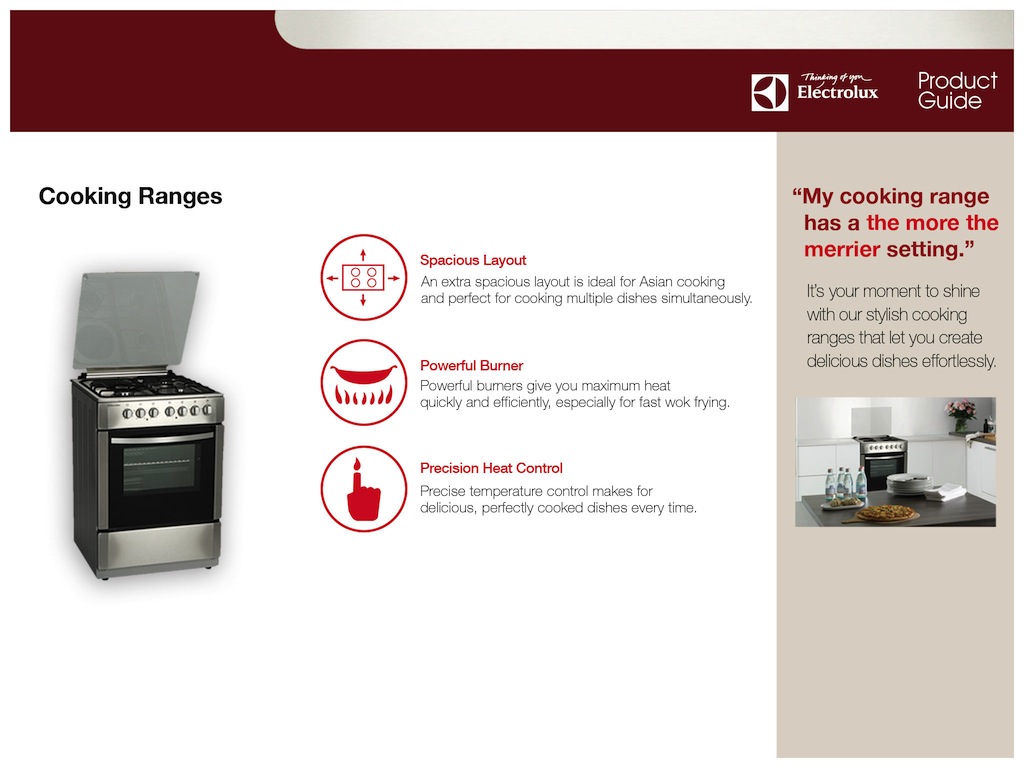 Thinking of you
Electrolux
Product
Guide
Cooking Ranges
Spacious Layout
An extra spacious layout is ideal for Asian cooking
and perfect for cooking multiple dishes simultaneously.
Powerful Burner
Powerful burners give you maximum heat
quickly and efficiently, especially for fast wok frying.
Precision Heat Control
Precise temperature control makes for
delicious, perfectly cooked dishes every time.
“My cooking range
has a the more the
merrier setting.”
It’s your moment to shine
with our stylish cooking
ranges that let you create
delicious dishes effortlessly.